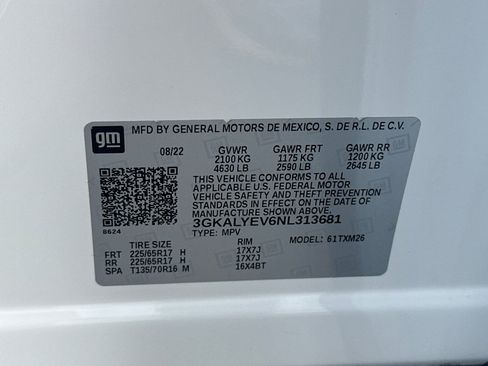 gm
MFD BY GENERAL MOTORS DE MEXICO, S. DE R.L. DE C.V.
08/22 GVWR GAWR FRT GAWR RR
2100 KG 1175 KG 1200 KG
4630 LB 2590 LB 2645 LB
THIS VEHICLE CONFORMS TO ALL
APPLICABLE U.S. FEDERAL MOTOR
VEHICLE SAFETY AND THEFT PREVENTION
STANDARDS IN EFFECT ON THE DATE OF
MANUFACTURE SHOWN ABOVE.
3GKALYEV6NL313681
8624
TYPE: MPV
TIRE SIZE RIM MODEL: 61TXM26
FRT 225/65R17 H 17X7J
RR 225/65R17 H 17X7J
SPA T135/70R16 M 16X4BT